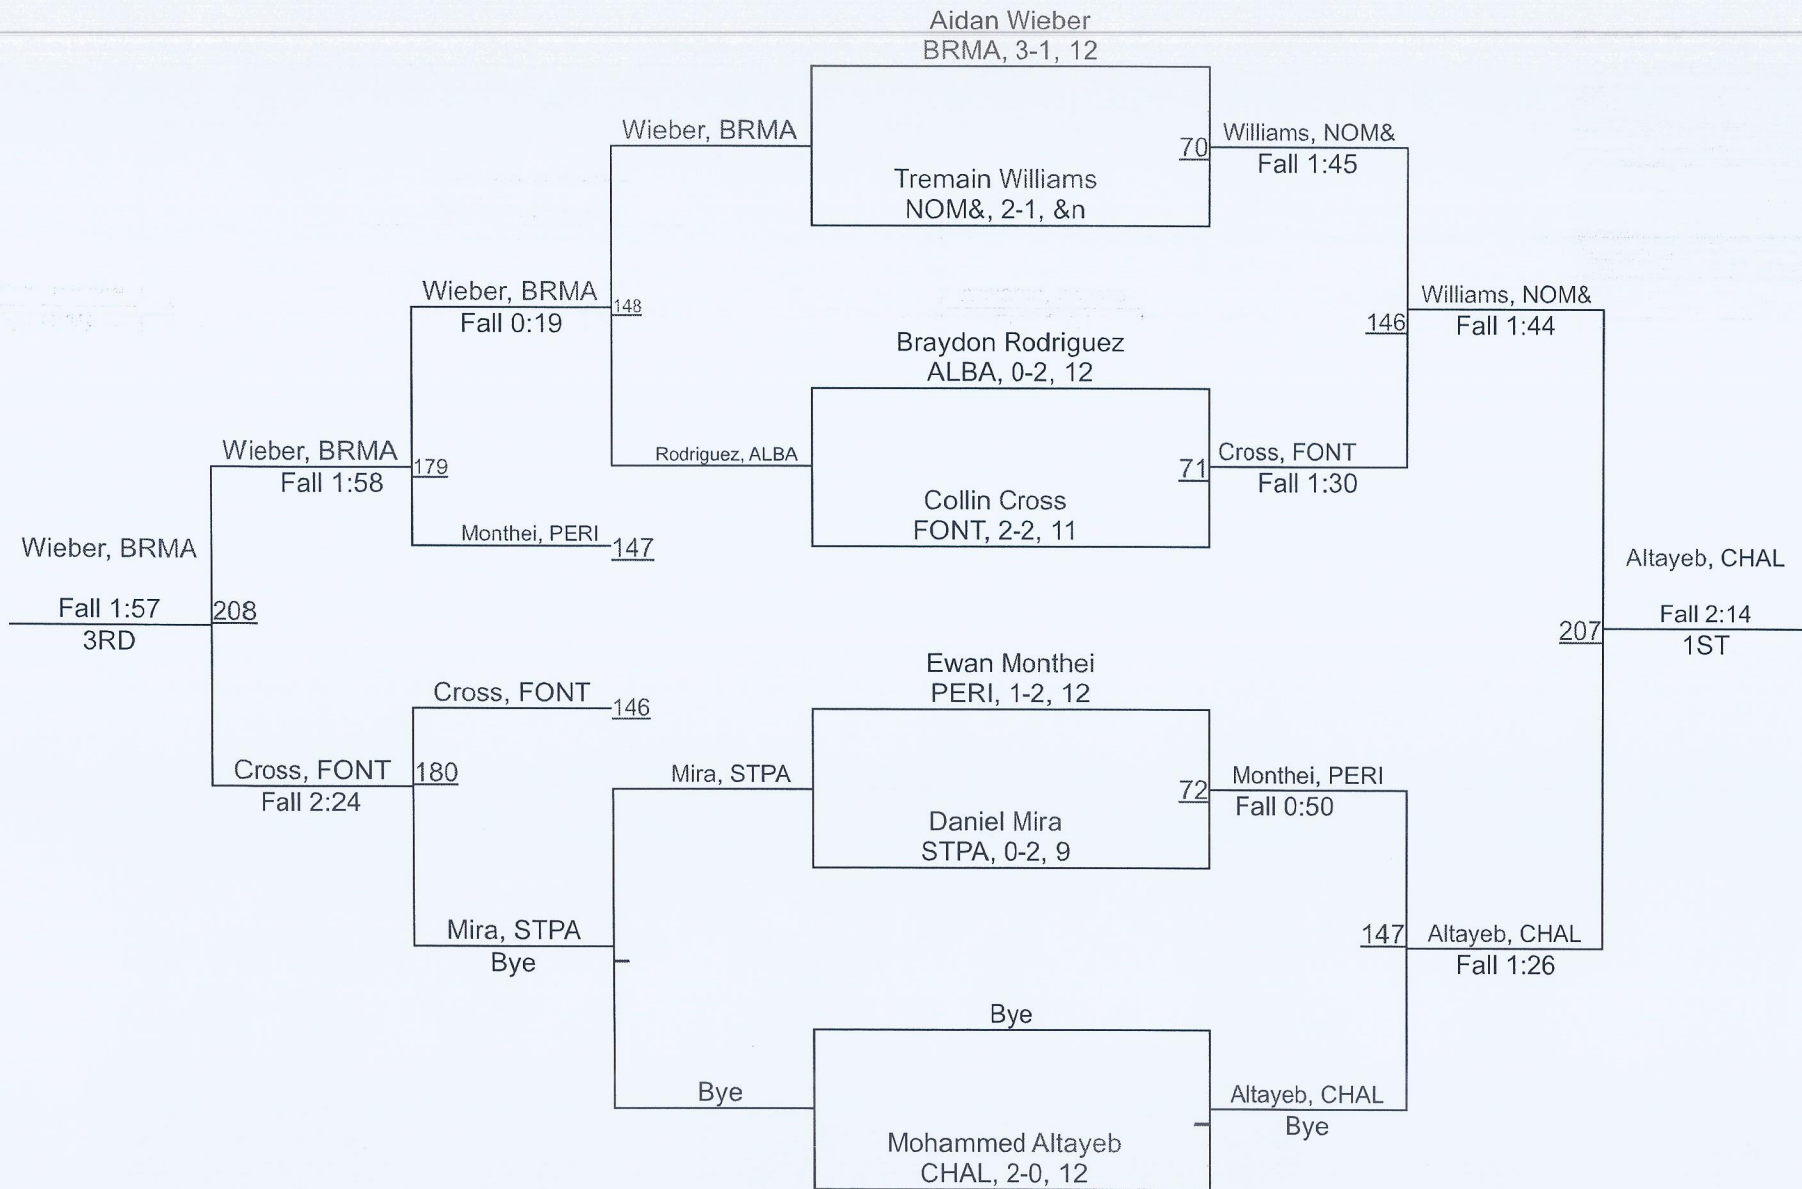 Aidan Wieber
BRMA, 3-1, 12
Wieber, BRMA
70
Williams, NOM&
Fall 1:45
Tremain Williams
NOM&, 2-1, &n
Wieber, BRMA
Fall 0:19
148
Williams, NOM&
Fall 1:44
146
Braydon Rodriguez
ALBA, 0-2, 12
Wieber, BRMA
Fall 1:58
179
Rodriguez, ALBA
71
Cross, FONT
Fall 1:30
Collin Cross
FONT, 2-2, 11
Monthei, PERI
147
Wieber, BRMA
Fall 1:57
3RD
208
Altayeb, CHAL
Fall 2:14
1ST
207
Ewan Monthei
PERI, 1-2, 12
Cross, FONT
146
Cross, FONT
Fall 2:24
180
Mira, STPA
72
Monthei, PERI
Fall 0:50
Daniel Mira
STPA, 0-2, 9
Mira, STPA
Bye
147
Altayeb, CHAL
Fall 1:26
Bye
Bye
Altayeb, CHAL
Bye
Mohammed Altayeb
CHAL, 2-0, 12